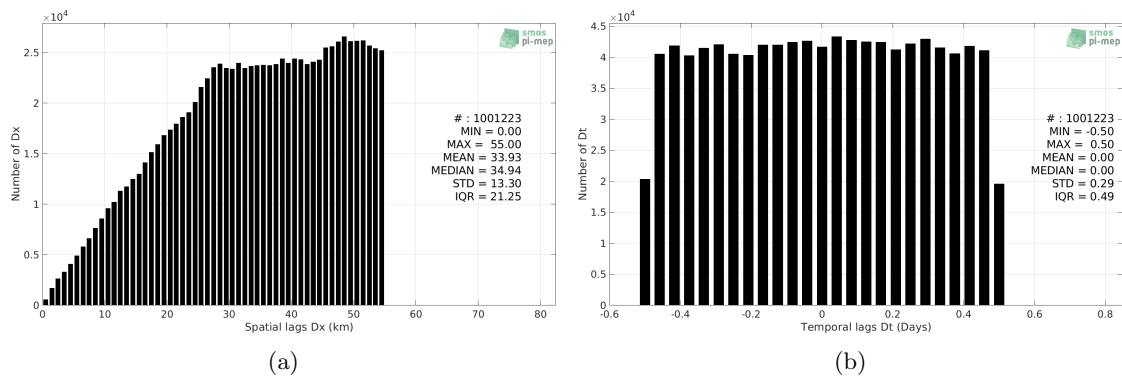 ×10⁴
2.5
2
1.5
1
0.5
0
0 10 20 30 40 50 60 70 80
Number of Dx
Spatial lags Dx (km)
smos
pi-mep
# : 1001223
MIN = 0.00
MAX = 55.00
MEAN = 33.93
MEDIAN = 34.94
STD = 13.30
IQR = 21.25
(a)
×10⁴
4.5
4
3.5
3
2.5
2
1.5
1
0.5
0
-0.6 -0.4 -0.2 0 0.2 0.4 0.6 0.8
Number of Dt
Temporal lags Dt (Days)
smos
pi-mep
# : 1001223
MIN = -0.50
MAX = 0.50
MEAN = 0.00
MEDIAN = 0.00
STD = 0.29
IQR = 0.49
(b)